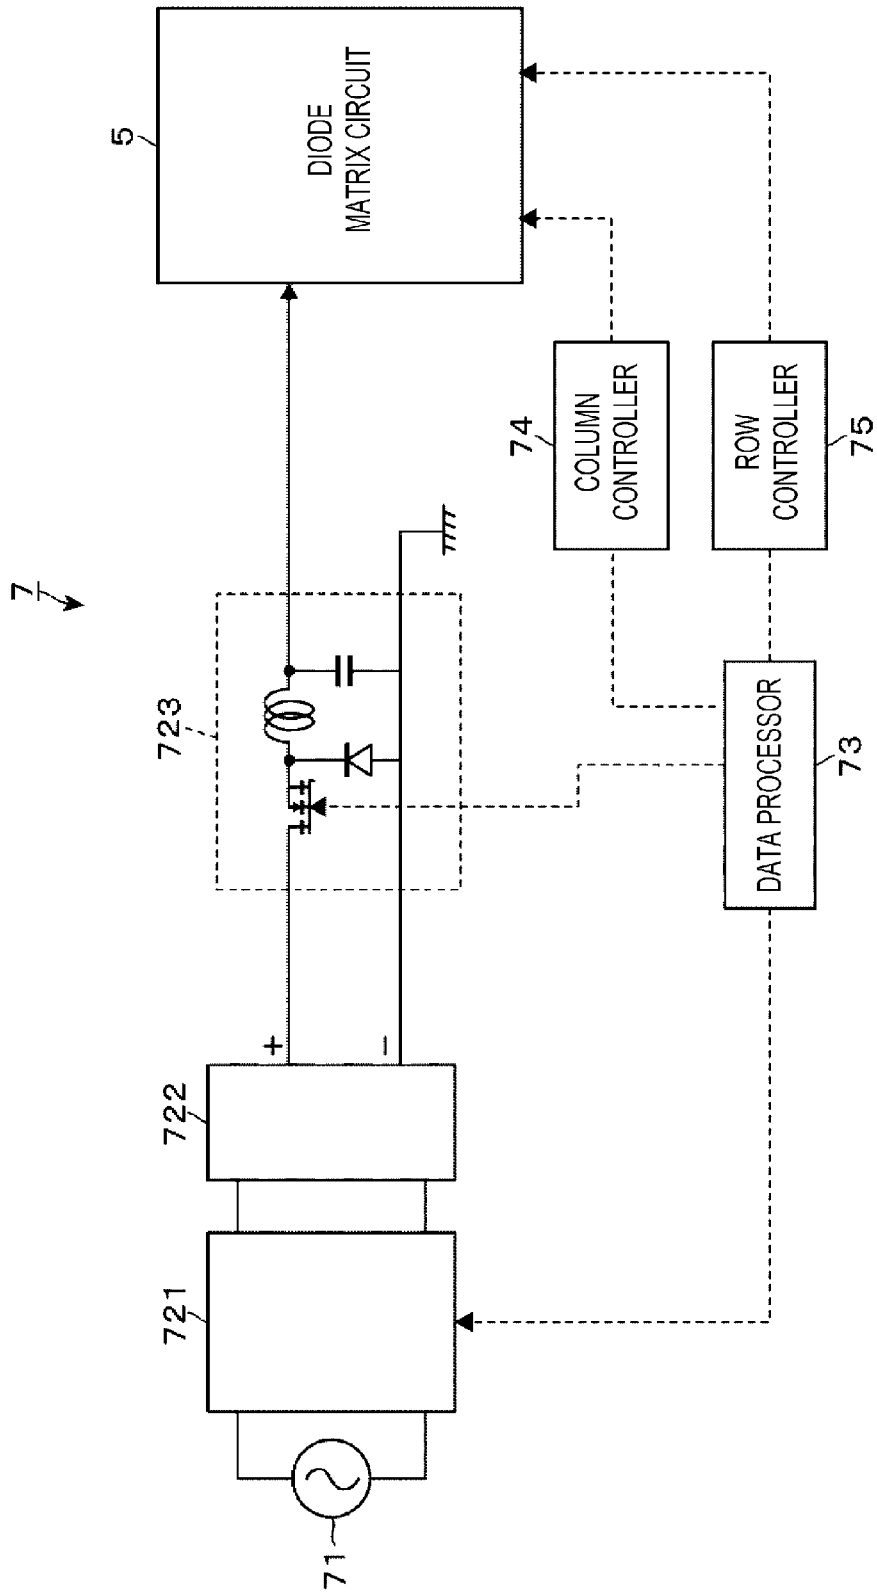 7
5
DIODE
MATRIX CIRCUIT
723
+
−
722
721
71
74
COLUMN
CONTROLLER
ROW
CONTROLLER
75
DATA PROCESSOR
73